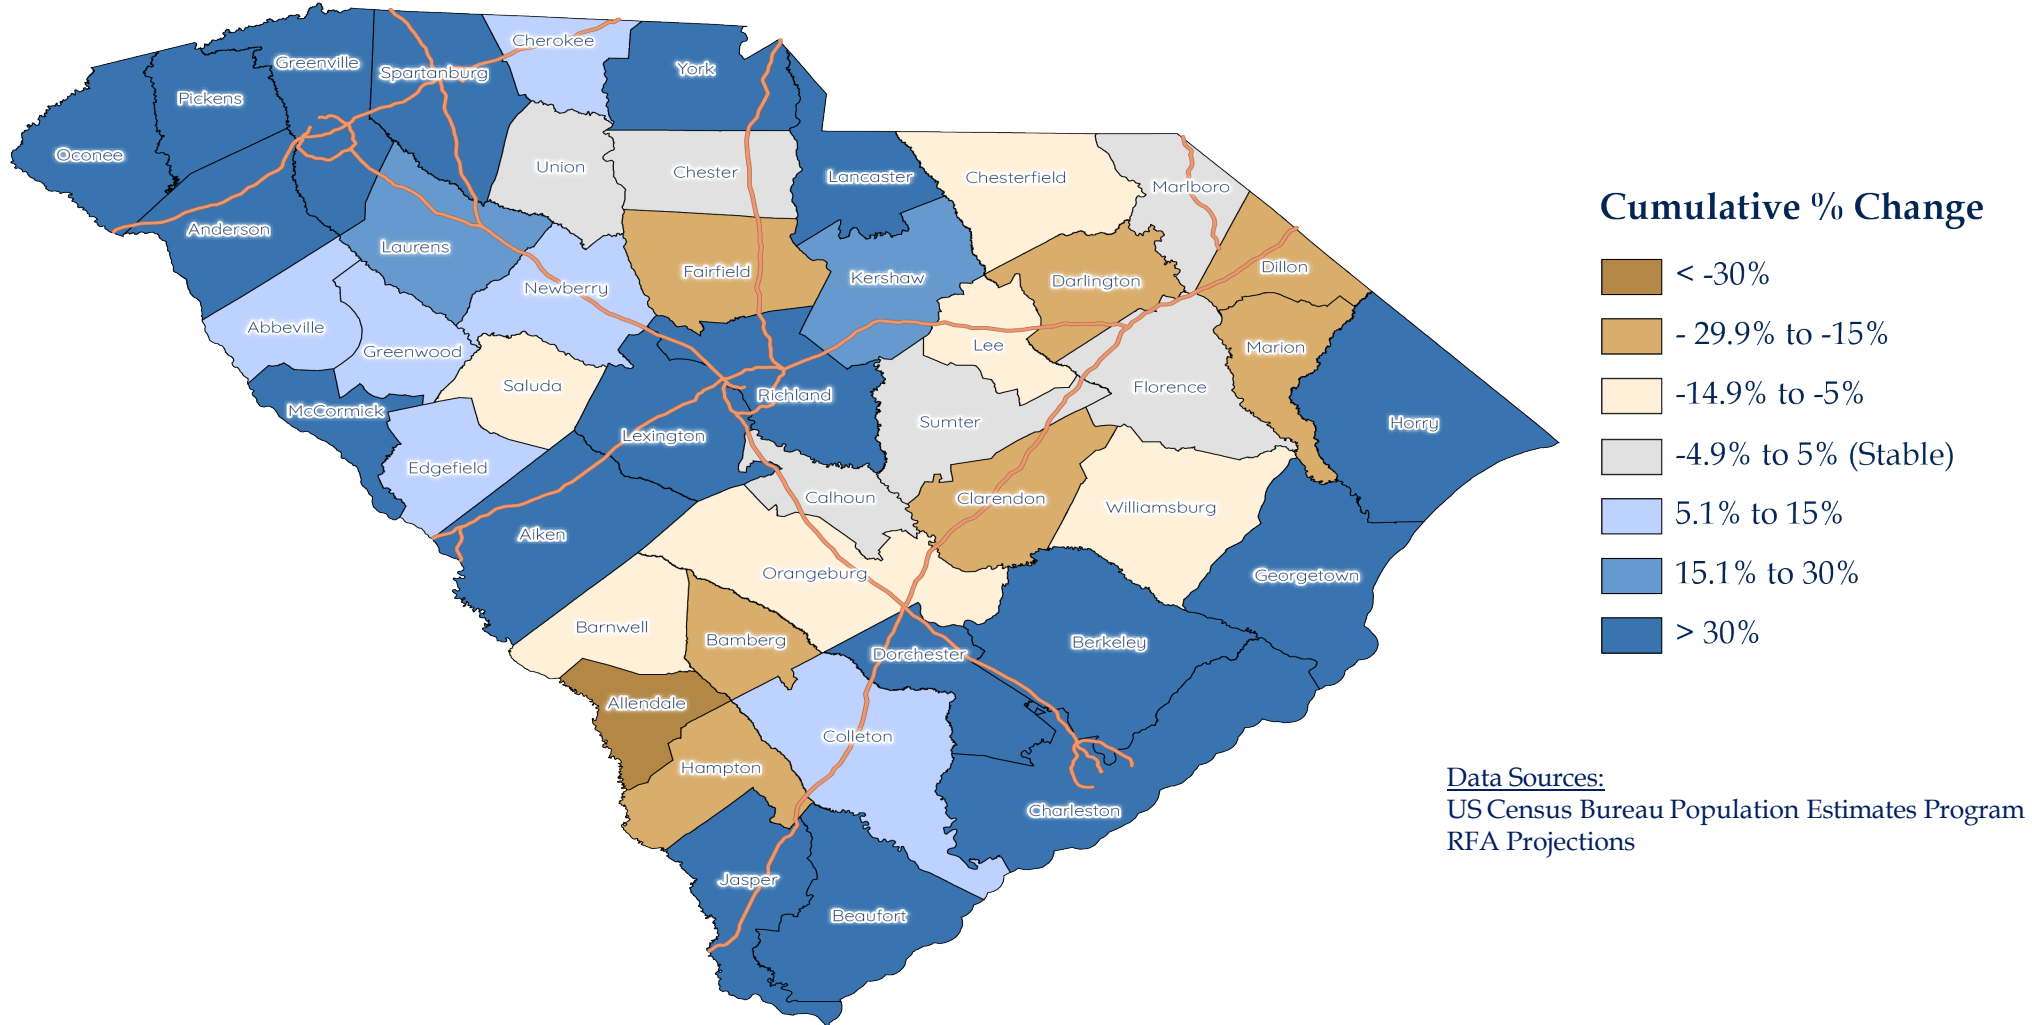 Cherokee
Greenville
York
Spartanburg
Pickens
Oconee
Union
Chester
Lancaster
Chesterfield
Marlboro
Anderson
Laurens
Fairfield
Kershaw
Darlington
Dillon
Newberry
Abbeville
Greenwood
Lee
Marion
Saluda
Richland
Florence
McCormick
Lexington
Sumter
Horry
Edgefield
Calhoun
Clarendon
Williamsburg
Aiken
Orangeburg
Georgetown
Barnwell
Bamberg
Dorchester
Berkeley
Allendale
Colleton
Hampton
Charleston
Jasper
Beaufort
Cumulative % Change
< -30%
- 29.9% to -15%
-14.9% to -5%
-4.9% to 5% (Stable)
5.1% to 15%
15.1% to 30%
> 30%
Data Sources:
US Census Bureau Population Estimates Program
RFA Projections